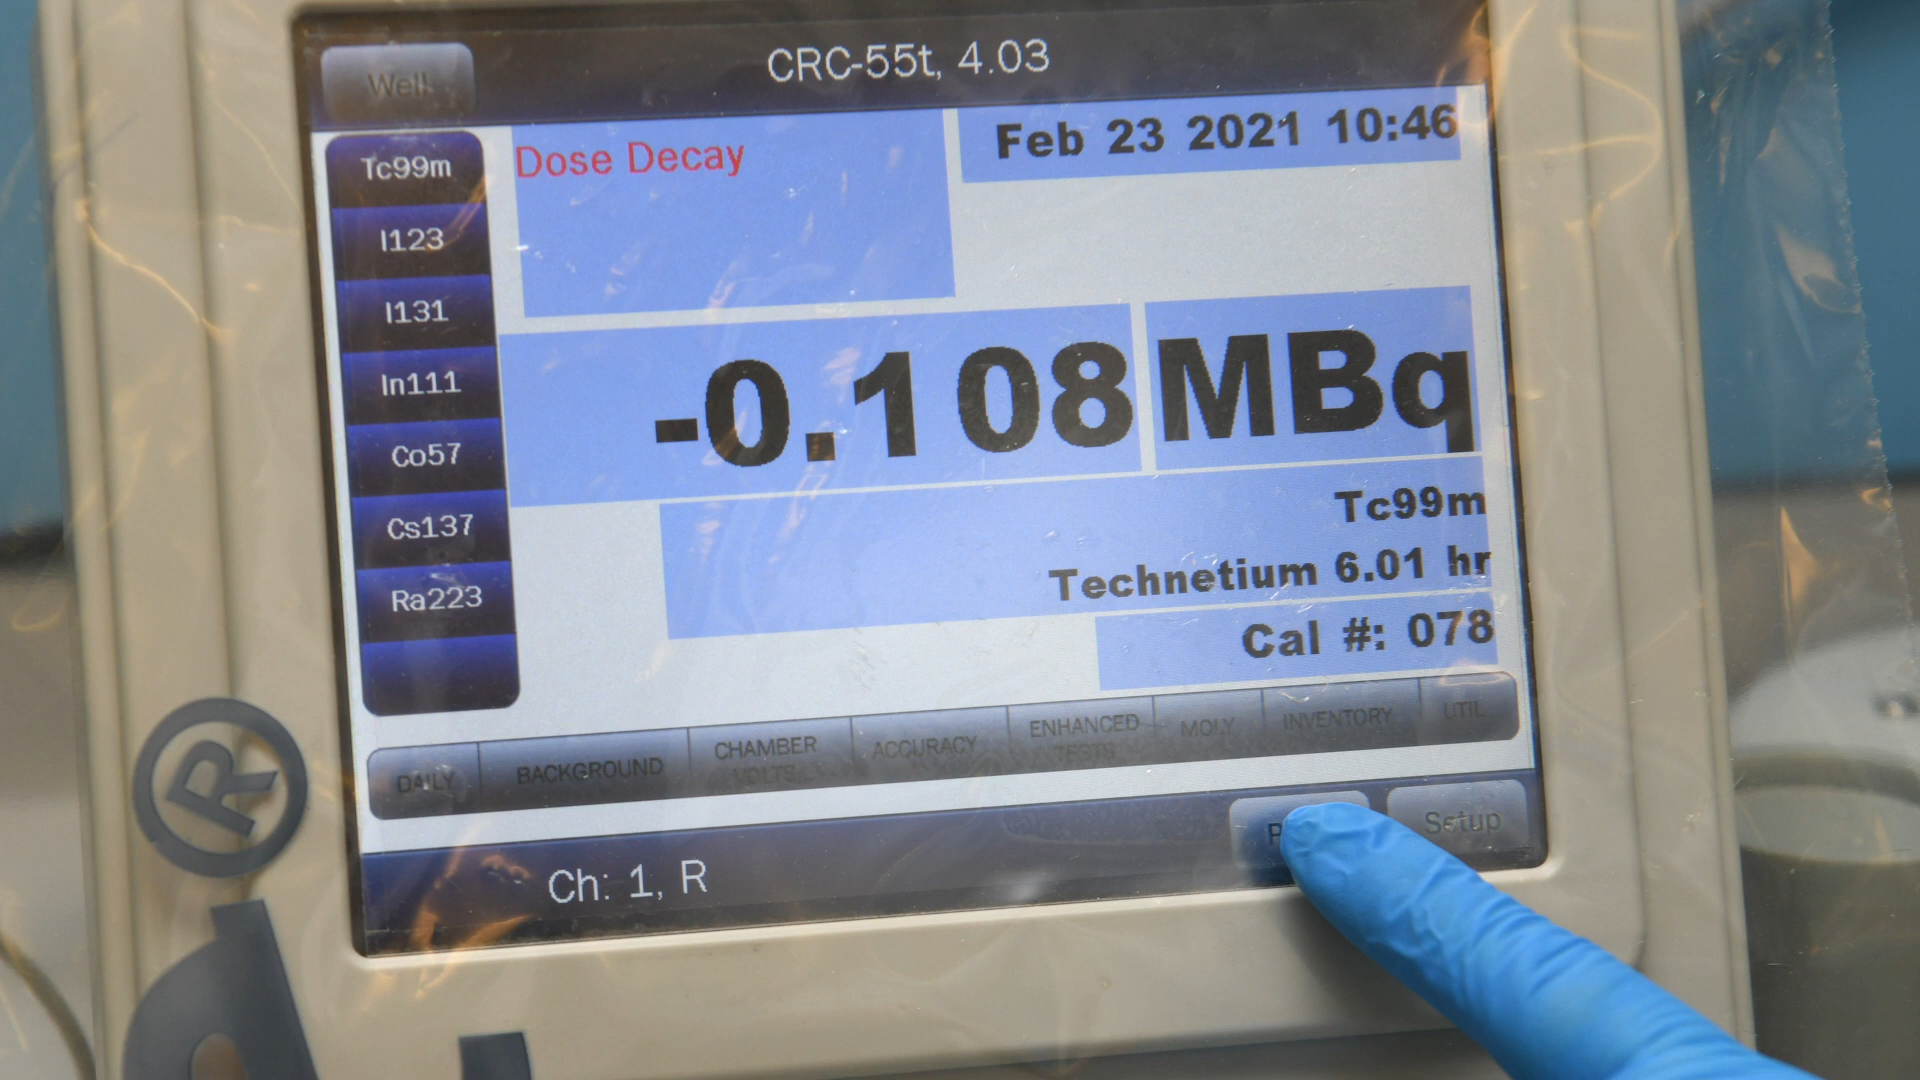 Well
CRC-55t, 4.03
Feb 23 2021 10:46
Tc99m
Dose Decay
I123
I131
In111
Co57
Cs137
Ra223
-0.108 MBq
Tc99m
Technetium 6.01 hr
Cal #: 078
DAILY
BACKGROUND
CHAMBER
VOLTS
ACCURACY
ENHANCED
TESTS
MOLY
INVENTORY
UTIL
Setup
Ch: 1, R
®